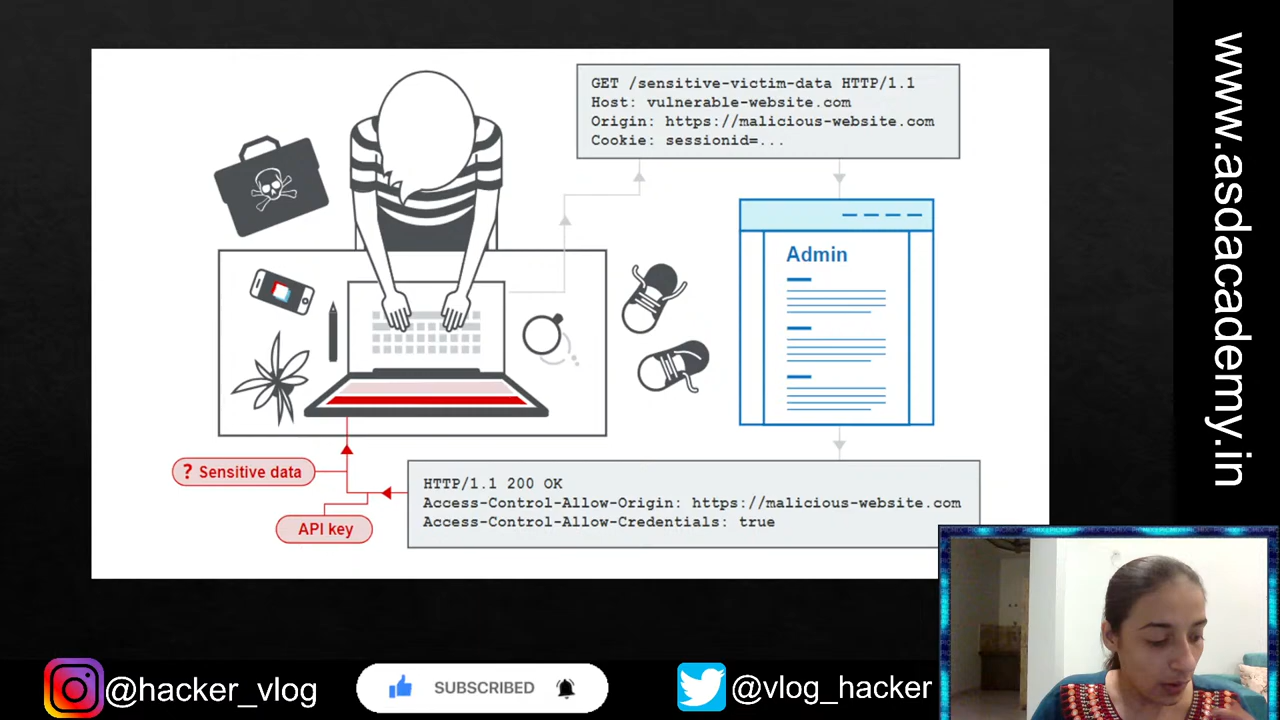 GET /sensitive-victim-data HTTP/1.1
Host: vulnerable-website.com
Origin: https://malicious-website.com
Cookie: sessionid=...
Admin
? Sensitive data
API key
HTTP/1.1 200 OK
Access-Control-Allow-Origin: https://malicious-website.com
Access-Control-Allow-Credentials: true
www.asdacademy.in
@hacker_vlog
SUBSCRIBED
@vlog_hacker